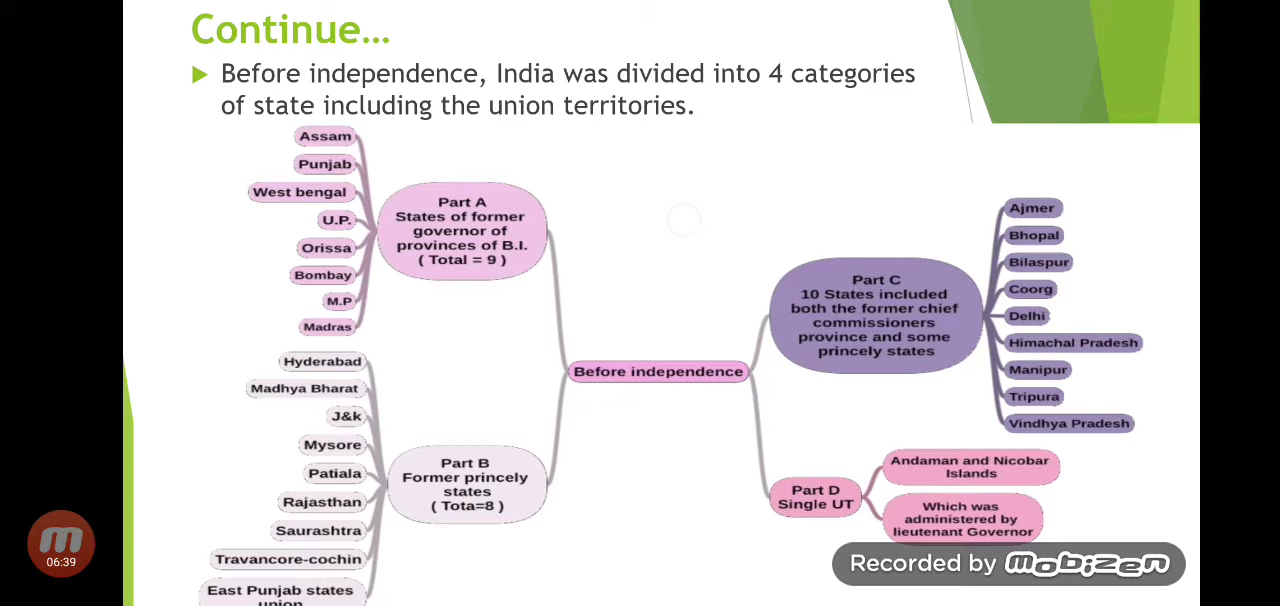 Continue...
Before independence, India was divided into 4 categories
of state including the union territories.
Assam
Punjab
West bengal
U.P.
Orissa
Bombay
M.P
Madras
Part A
States of former
governor of
provinces of B.I.
( Total = 9 )
Hyderabad
Madhya Bharat
J&k
Mysore
Patiala
Rajasthan
Saurashtra
Travancore-cochin
East Punjab states
union
Part B
Former princely
states
( Tota=8 )
Before independence
Part C
10 States included
both the former chief
commissioners
province and some
princely states
Ajmer
Bhopal
Bilaspur
Coorg
Delhi
Himachal Pradesh
Manipur
Tripura
Vindhya Pradesh
Part D
Single UT
Andaman and Nicobar
Islands
Which was
administered by
lieutenant Governor
m
06:39
Recorded by mobizen